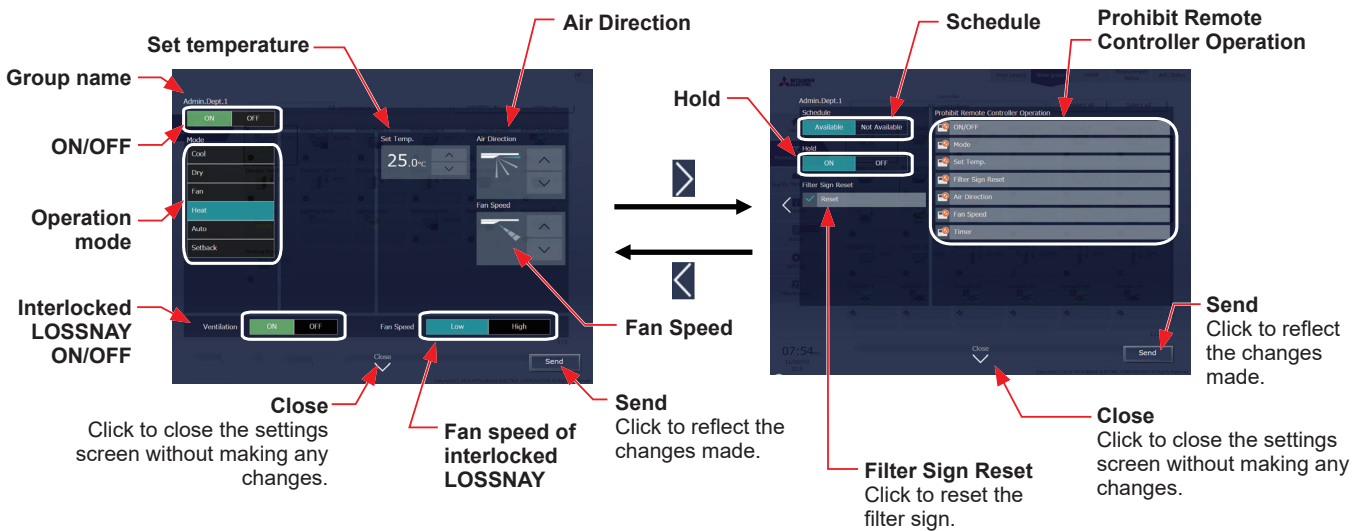 Air Direction
Schedule
Prohibit Remote
Controller Operation
Set temperature
Group name
Hold
ON/OFF
Operation
mode
Interlocked
LOSSNAY
ON/OFF
Admin.Dept.1
ON OFF
Mode
Cool
Dry
Fan
Heat
Auto
Setback
Set Temp.
25.0°C
Air Direction
Fan Speed
Ventilation ON OFF
Fan Speed Low High
Close
Send
Fan Speed
MITSUBISHI
ELECTRIC
Admin.Dept.1
Schedule
Available Not Available
Hold
ON OFF
Filter Sign Reset
Reset
Prohibit Remote Controller Operation
ON/OFF
Mode
Set Temp.
Filter Sign Reset
Air Direction
Fan Speed
Timer
07:54
Close
Send
Close
Click to close the settings
screen without making any
changes.
Fan speed of
interlocked
LOSSNAY
Send
Click to reflect the
changes made.
Filter Sign Reset
Click to reset the
filter sign.
Close
Click to close the settings
screen without making any
changes.
Send
Click to reflect
the changes
made.